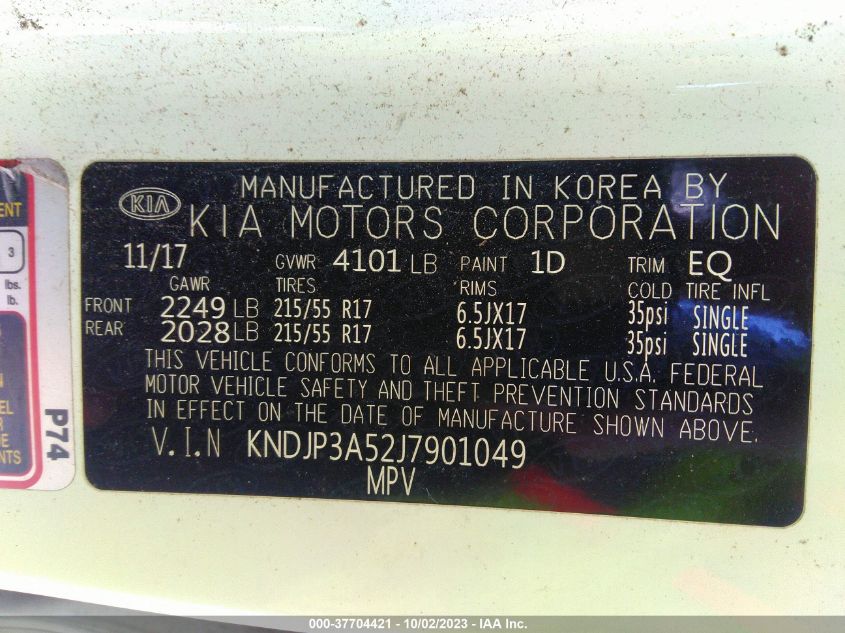 MANUFACTURED IN KOREA BY
KIA KIA MOTORS CORPORATION
11/17 GVWR 4101 LB PAINT 1D TRIM EQ
GAWR TIRES RIMS COLD TIRE INFL
FRONT 2249 LB 215/55 R17 6.5JX17 35psi SINGLE
REAR 2028 LB 215/55 R17 6.5JX17 35psi SINGLE
THIS VEHICLE CONFORMS TO ALL APPLICABLE U.S.A. FEDERAL
MOTOR VEHICLE SAFETY AND THEFT PREVENTION STANDARDS
IN EFFECT ON THE DATE OF MANUFACTURE SHOWN ABOVE.
V.I.N KNDJP3A52J7901049
MPV
3
lbs.
lb.
P74
000-37704421 - 10/02/2023 - IAA Inc.